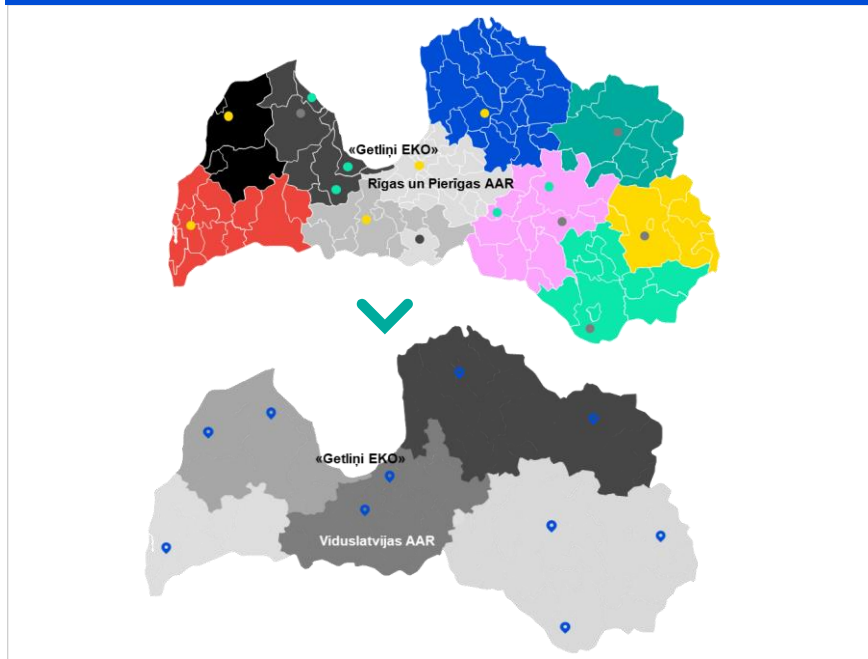 «Getliņi EKO»
Rīgas un Pierīgas AAR
«Getliņi EKO»
Viduslatvijas AAR